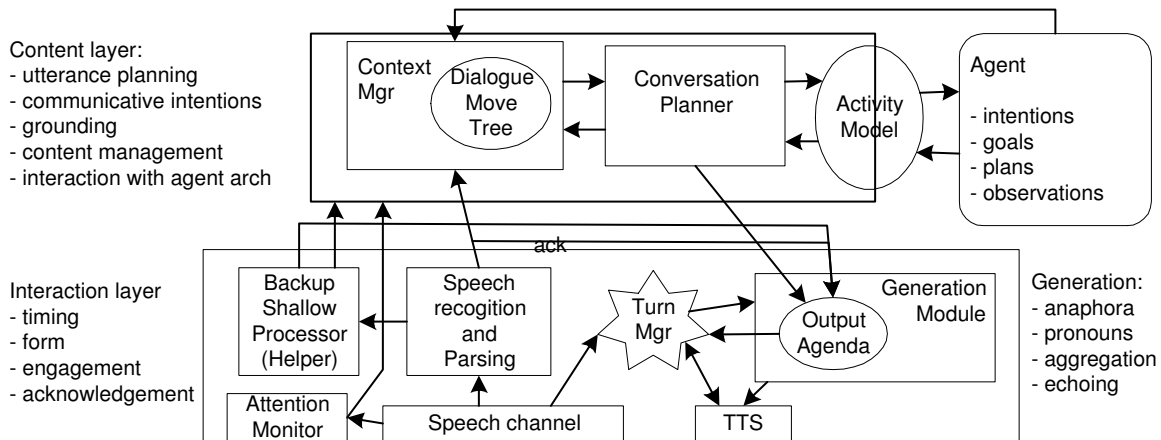 Content layer:
- utterance planning
- communicative intentions
- grounding
- content management
- interaction with agent arch
Context
Mgr
Dialogue
Move
Tree
Conversation
Planner
Activity
Model
Agent
- intentions
- goals
- plans
- observations
ack
Interaction layer
- timing
- form
- engagement
- acknowledgement
Backup
Shallow
Processor
(Helper)
Speech
recogition
and
Parsing
Turn
Mgr
Generation
Module
Output
Agenda
Generation:
- anaphora
- pronouns
- aggregation
- echoing
Attention
Monitor
Speech channel
TTS